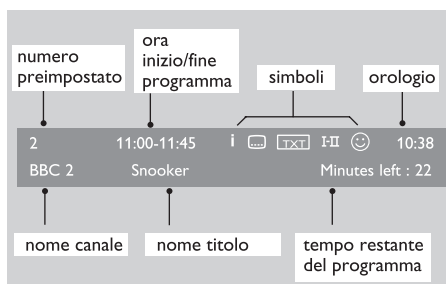 numero
preimpostato
ora
inizio/fine
programma
simboli
orologio
2 11:00-11:45 i TXT I-II 10:38
BBC 2 Snooker Minutes left : 22
nome canale
nome titolo
tempo restante
del programma